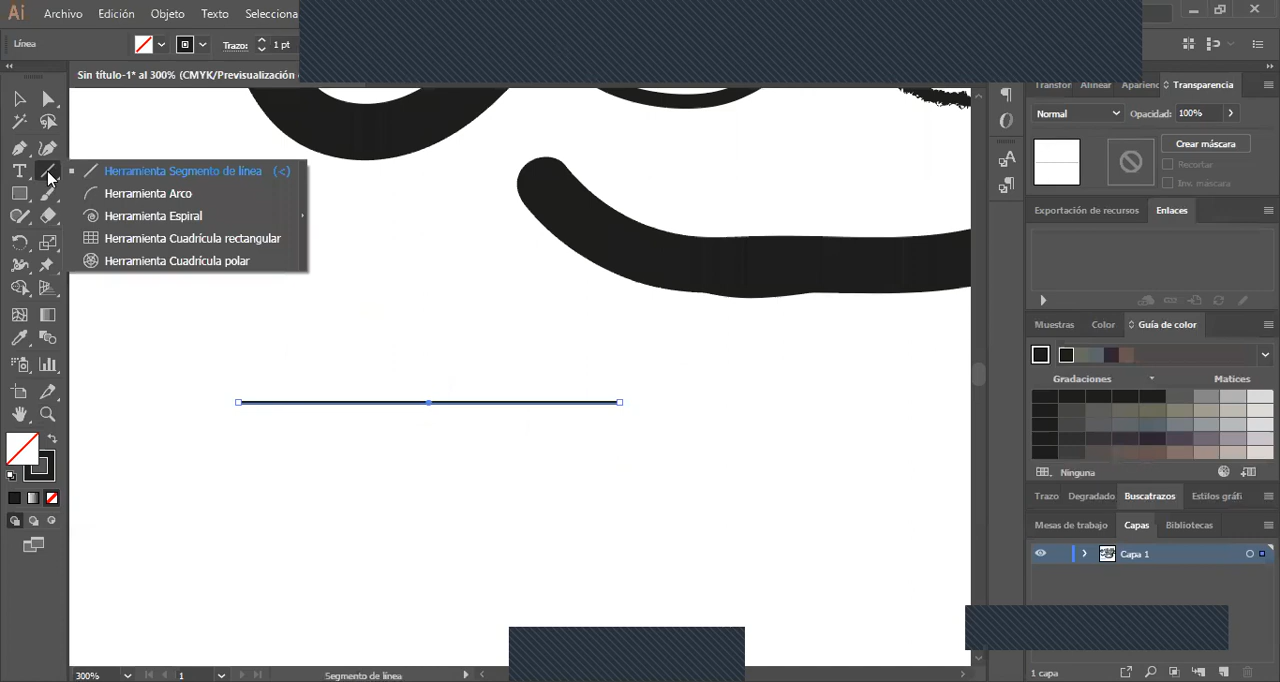 Ai Archivo Edición Objeto Texto Selecciona
Línea Trazo: 1 pt
Sin título-1* al 300% (CMYK/Previsualización
Transfor Alinear Aparienc Transparencia
Normal Opacidad: 100%
Crear máscara
Recortar
Inv. máscara
Herramienta Segmento de línea (<)
Herramienta Arco
Herramienta Espiral
Herramienta Cuadrícula rectangular
Herramienta Cuadrícula polar
Exportación de recursos Enlaces
Muestras Color Guía de color
Gradaciones Matices
Ninguna
Trazo Degradado Buscatrazos Estilos gráfi
Mesas de trabajo Capas Bibliotecas
Capa 1
300% 1 Segmento de línea 1 capa